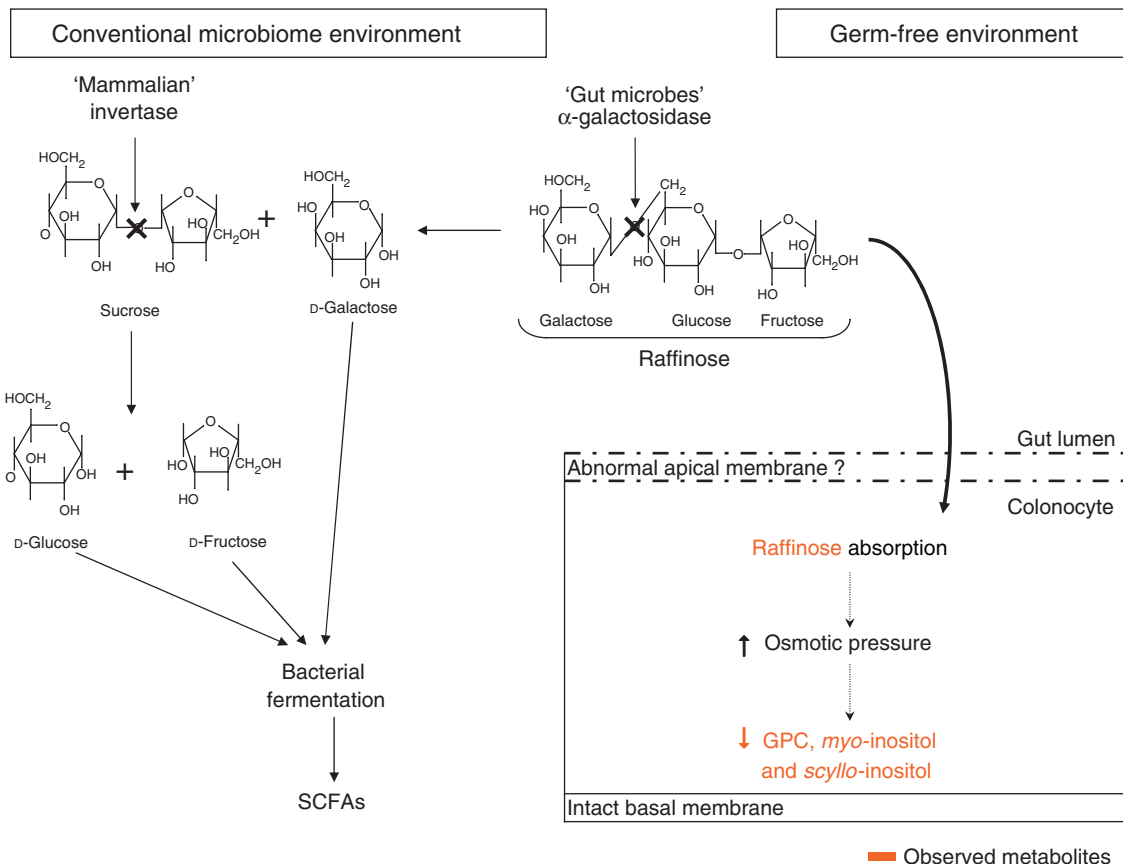 Conventional microbiome environment
Germ-free environment
'Mammalian'
invertase
'Gut microbes'
α-galactosidase
HOCH2
O
O
OH
HO
O
O
OH
OH
HO
CH2OH
+
HOCH2
O
HO
OH
OH
OH
HOCH2
O
HO
OH
OH
CH2
O
OH
HO
OH
O
O
HO
HO
CH2OH
Sucrose
D-Galactose
Galactose
Glucose
Fructose
Raffinose
HOCH2
O
OH
O
OH
OH
+
O
HO
HO
CH2OH
HO
D-Glucose
D-Fructose
Gut lumen
Abnormal apical membrane ?
Colonocyte
Raffinose absorption
↑ Osmotic pressure
↓ GPC, myo-inositol
and scyllo-inositol
Intact basal membrane
Bacterial
fermentation
SCFAs
Observed metabolites